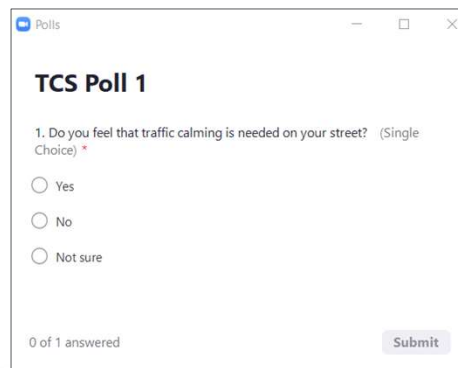 Polls
TCS Poll 1
1. Do you feel that traffic calming is needed on your street? (Single
Choice) *
Yes
No
Not sure
0 of 1 answered
Submit